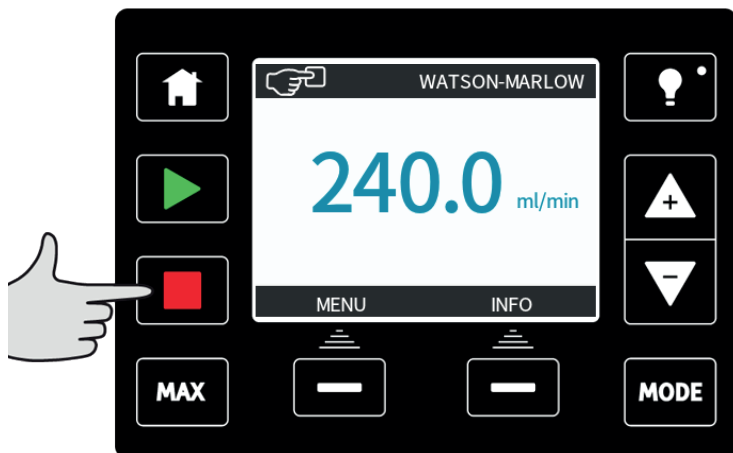 WATSON-MARLOW
240.0 ml/min
+
-
MENU INFO
MAX
MODE